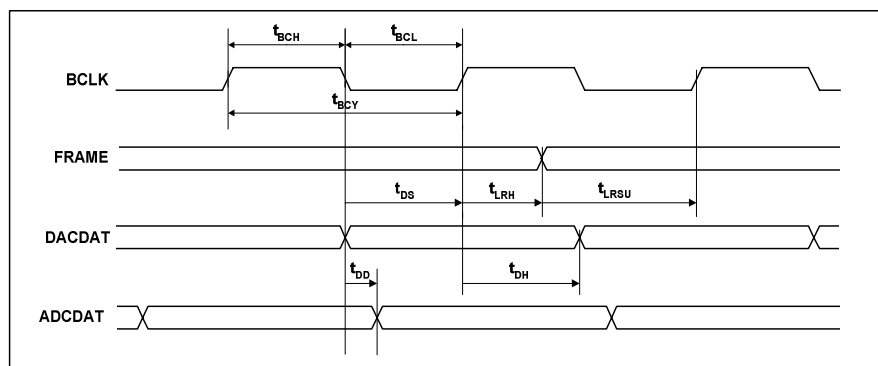 tBCH tBCL
BCLK
tBCY
FRAME
tDS tLRH tLRSU
DACDAT
tDD tDH
ADCDAT